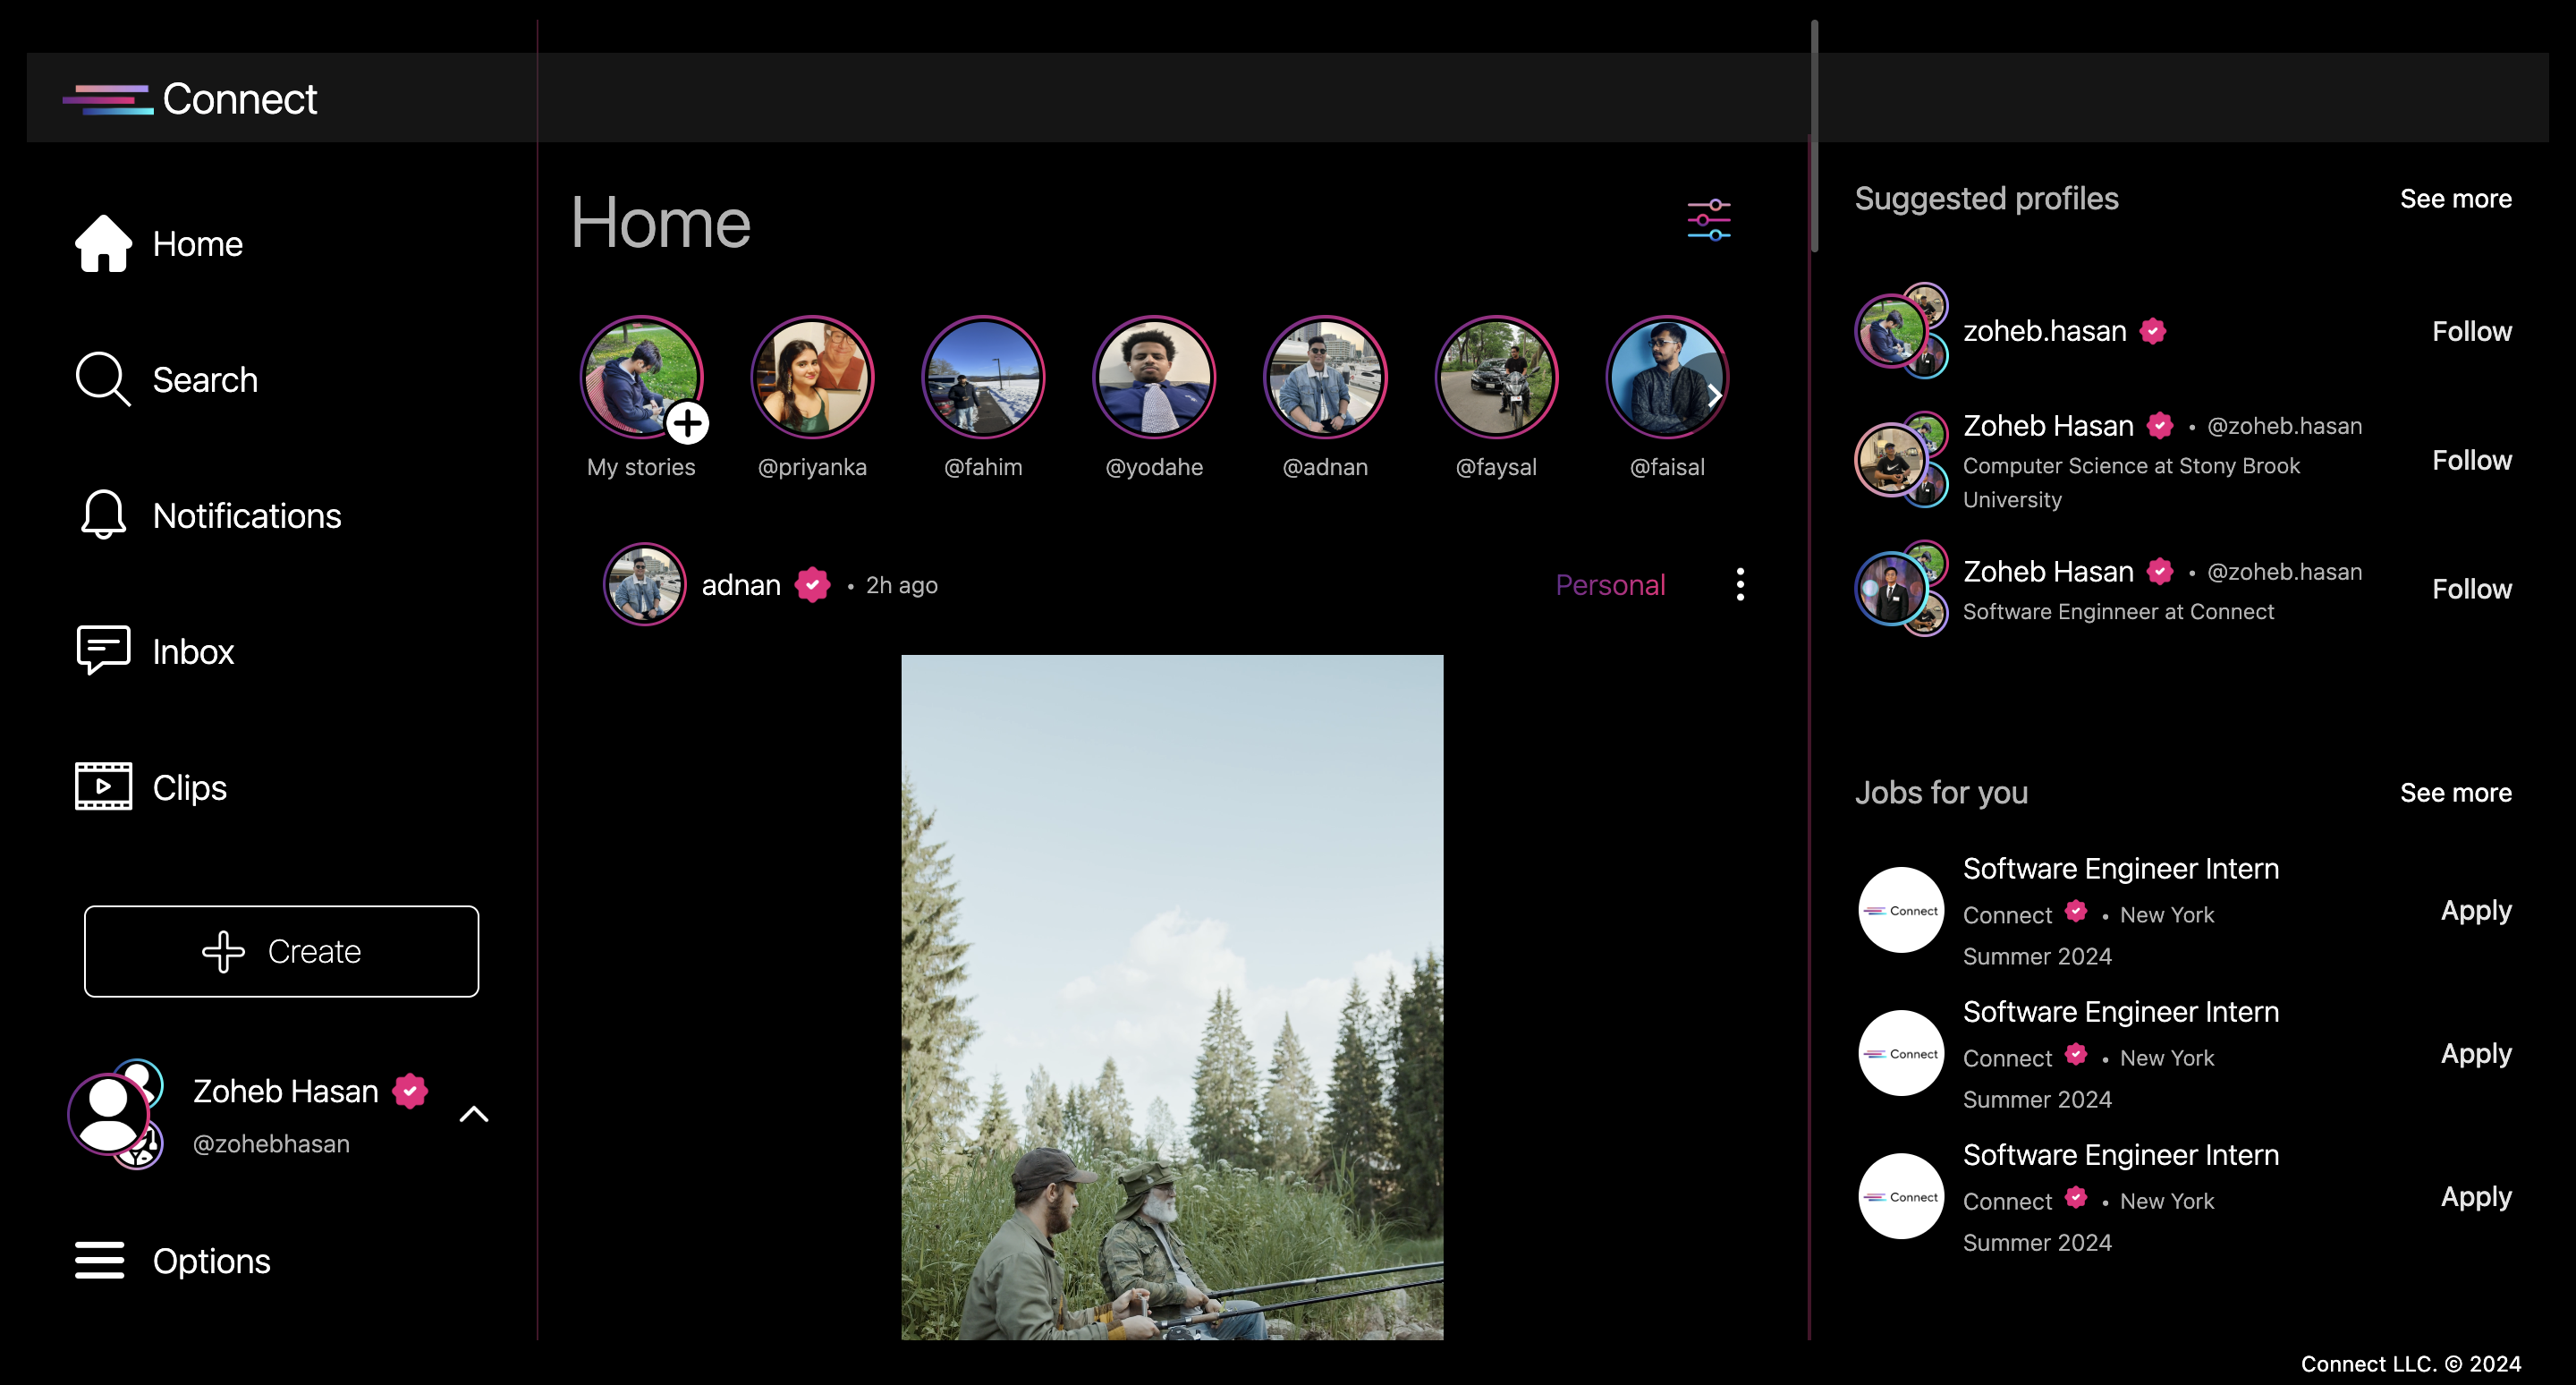 Connect
Home
Search
Notifications
Inbox
Clips
Create
Zoheb Hasan
@zohebhasan
Options
Home
My stories
@priyanka
@fahim
@yodahe
@adnan
@faysal
@faisal
adnan • 2h ago
Personal
Suggested profiles
See more
zoheb.hasan
Follow
Zoheb Hasan • @zoheb.hasan
Computer Science at Stony Brook
University
Follow
Zoheb Hasan • @zoheb.hasan
Software Enginneer at Connect
Follow
Jobs for you
See more
Connect
Software Engineer Intern
Connect • New York
Summer 2024
Apply
Connect
Software Engineer Intern
Connect • New York
Summer 2024
Apply
Connect
Software Engineer Intern
Connect • New York
Summer 2024
Apply
Connect LLC. © 2024